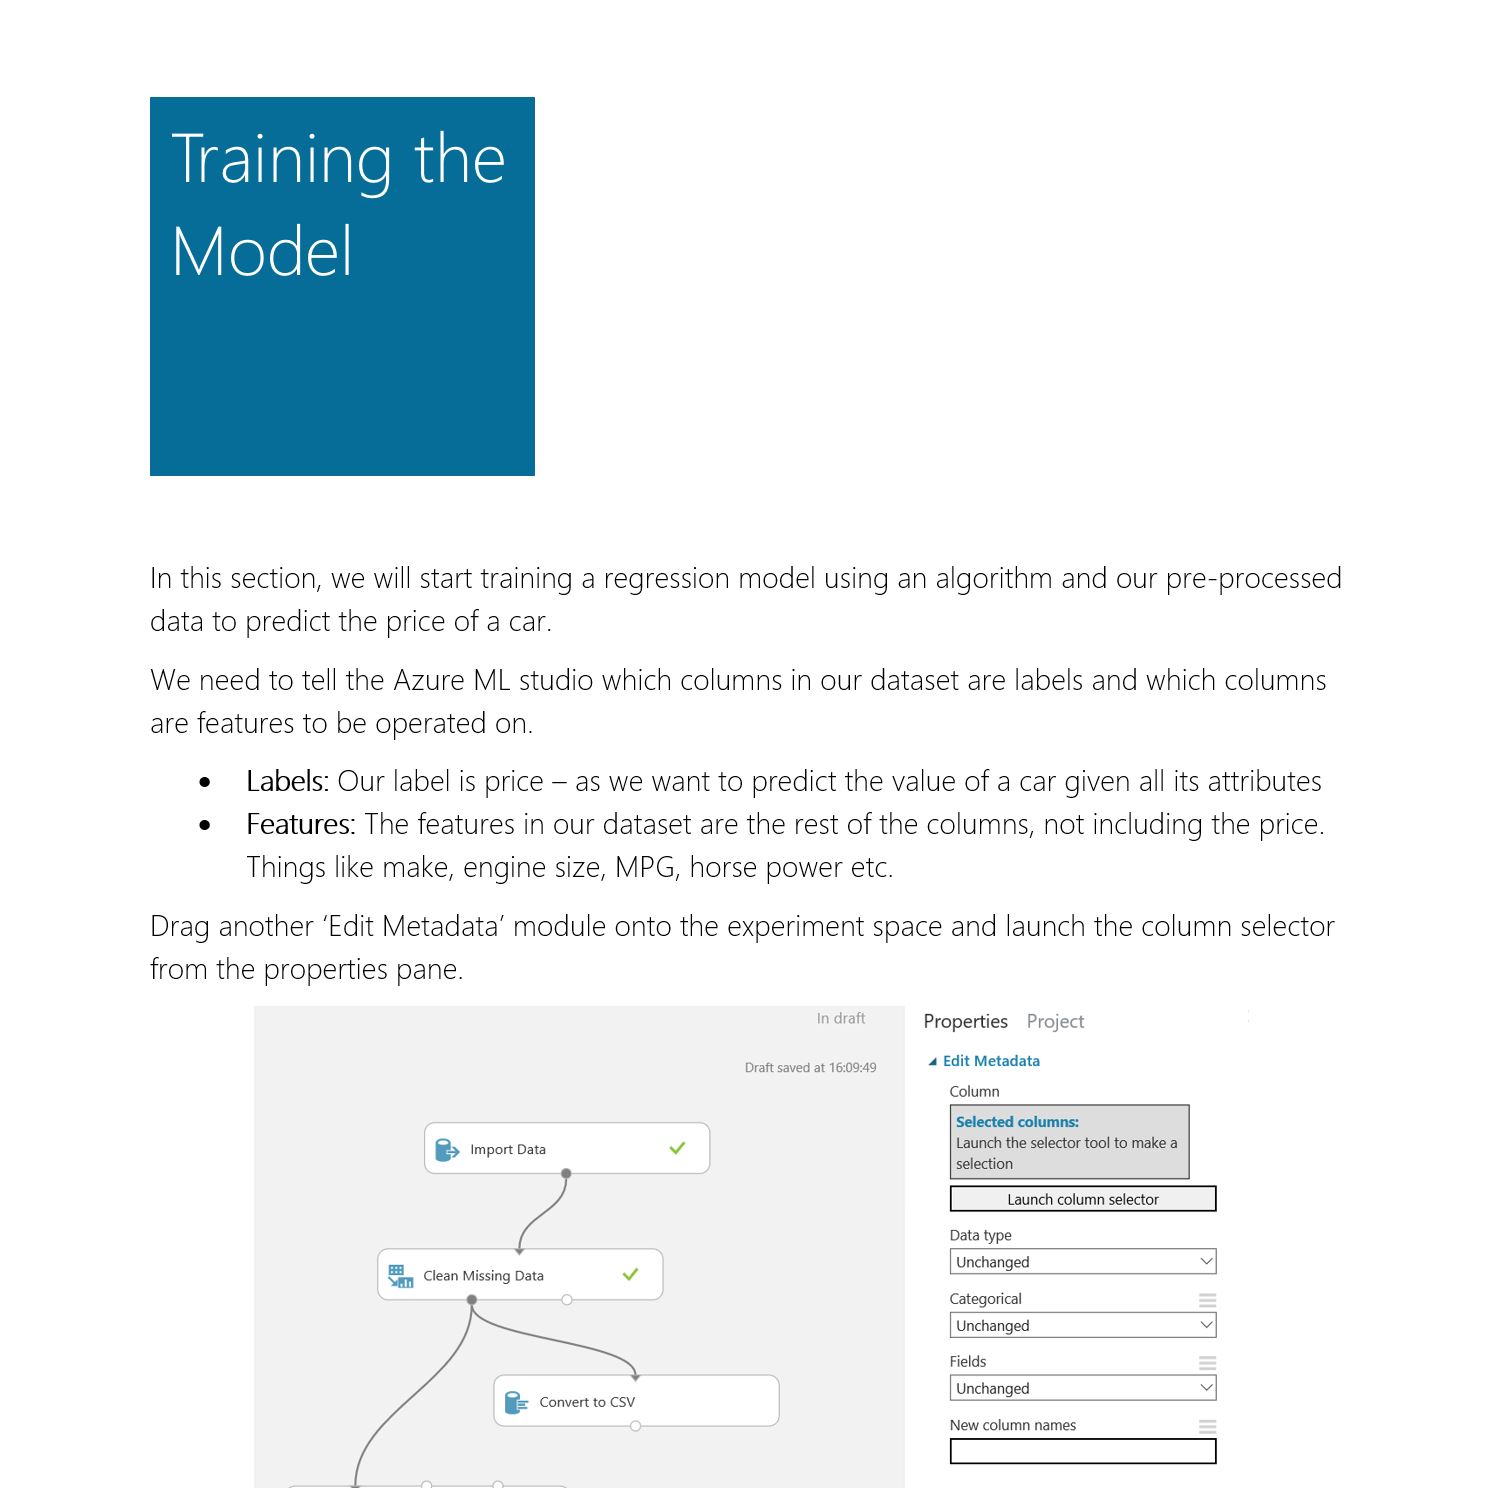 Training the
Model
In this section, we will start training a regression model using an algorithm and our pre-processed
data to predict the price of a car.
We need to tell the Azure ML studio which columns in our dataset are labels and which columns
are features to be operated on.
• Labels: Our label is price – as we want to predict the value of a car given all its attributes
• Features: The features in our dataset are the rest of the columns, not including the price.
Things like make, engine size, MPG, horse power etc.
Drag another ‘Edit Metadata’ module onto the experiment space and launch the column selector
from the properties pane.
In draft
Draft saved at 16:09:49
Import Data
Clean Missing Data
Convert to CSV
Properties Project
Edit Metadata
Column
Selected columns:
Launch the selector tool to make a
selection
Launch column selector
Data type
Unchanged
Categorical
Unchanged
Fields
Unchanged
New column names